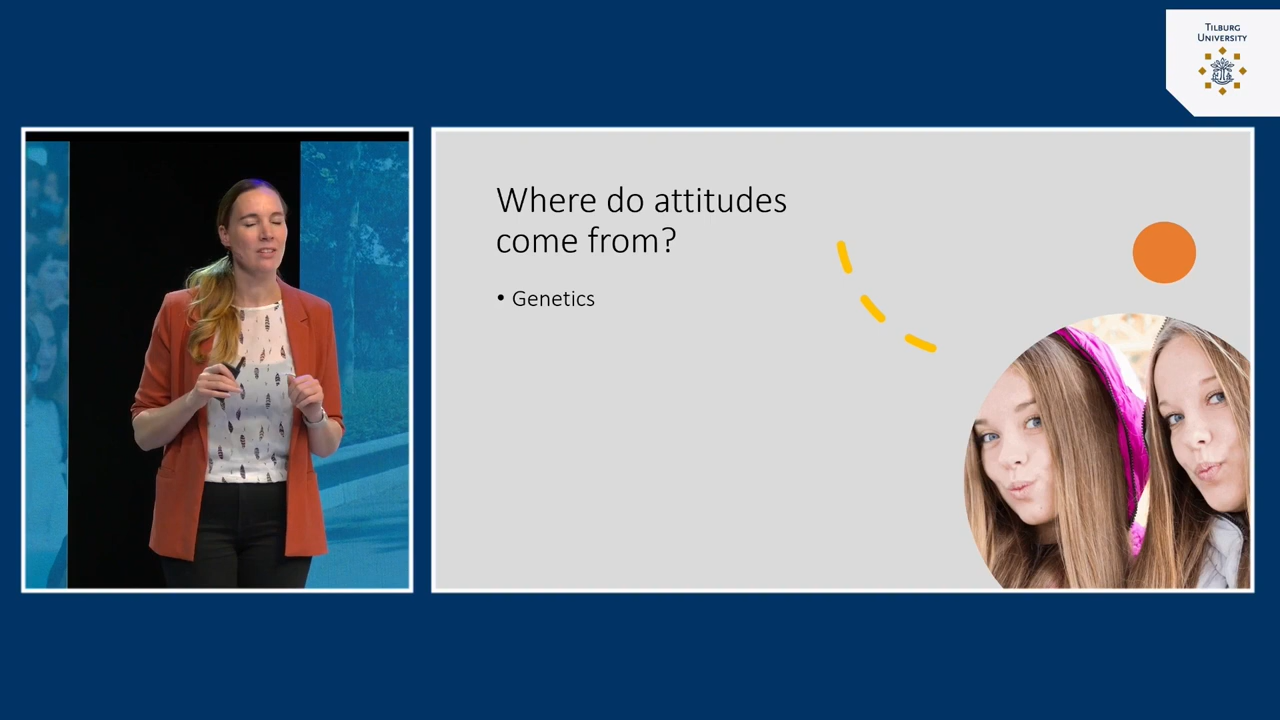 TILBURG
UNIVERSITY
Where do attitudes
come from?
• Genetics